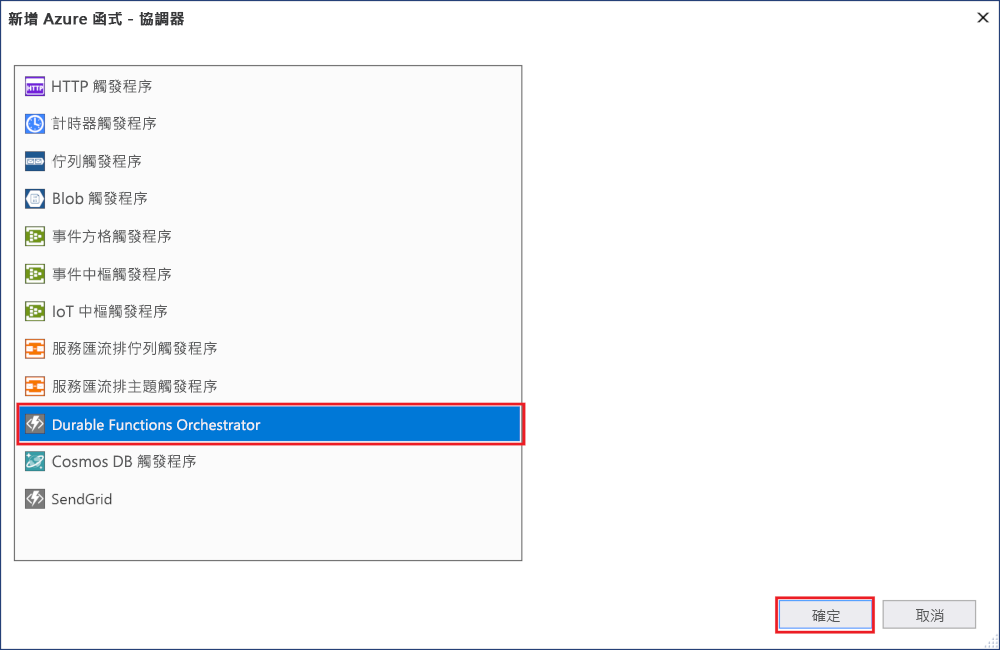 新增 Azure 函式 - 協調器
HTTP 觸發程序
計時器觸發程序
佇列觸發程序
Blob 觸發程序
事件方格觸發程序
事件中樞觸發程序
IoT 中樞觸發程序
服務匯流排佇列觸發程序
服務匯流排主題觸發程序
Durable Functions Orchestrator
Cosmos DB 觸發程序
SendGrid
確定
取消